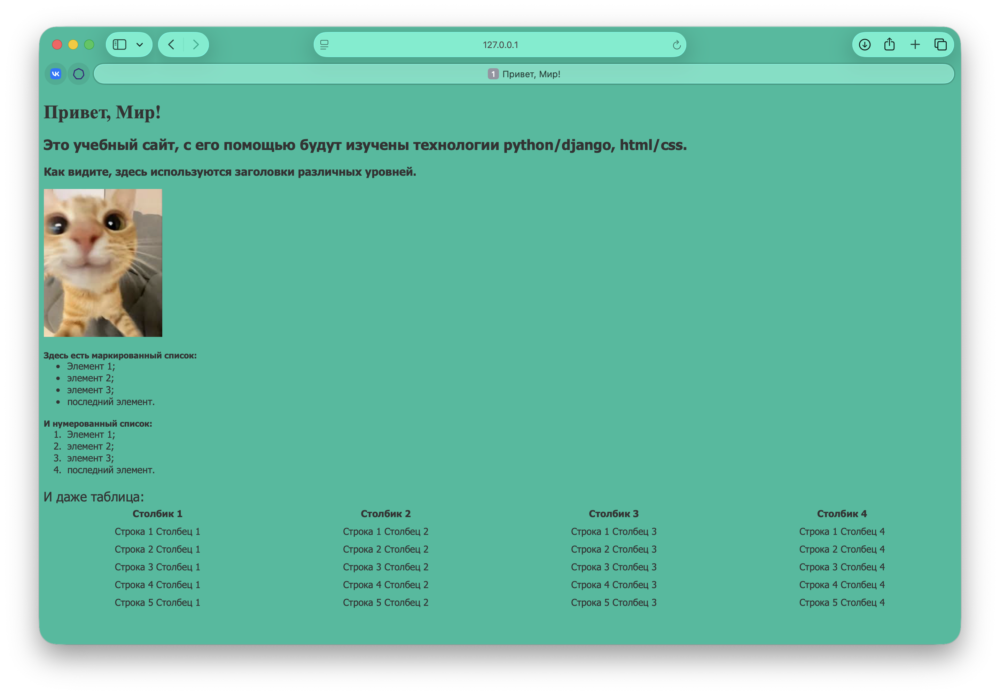 127.0.0.1
VK 1 Привет, Мир!
Привет, Мир!
Это учебный сайт, с его помощью будут изучены технологии python/django, html/css.
Как видите, здесь используются заголовки различных уровней.
Здесь есть маркированный список:
• Элемент 1;
• элемент 2;
• элемент 3;
• последний элемент.
И нумерованный список:
1. Элемент 1;
2. элемент 2;
3. элемент 3;
4. последний элемент.
И даже таблица:
Столбик 1 Столбик 2 Столбик 3 Столбик 4
Строка 1 Столбец 1 Строка 1 Столбец 2 Строка 1 Столбец 3 Строка 1 Столбец 4
Строка 2 Столбец 1 Строка 2 Столбец 2 Строка 2 Столбец 3 Строка 2 Столбец 4
Строка 3 Столбец 1 Строка 3 Столбец 2 Строка 3 Столбец 3 Строка 3 Столбец 4
Строка 4 Столбец 1 Строка 4 Столбец 2 Строка 4 Столбец 3 Строка 4 Столбец 4
Строка 5 Столбец 1 Строка 5 Столбец 2 Строка 5 Столбец 3 Строка 5 Столбец 4